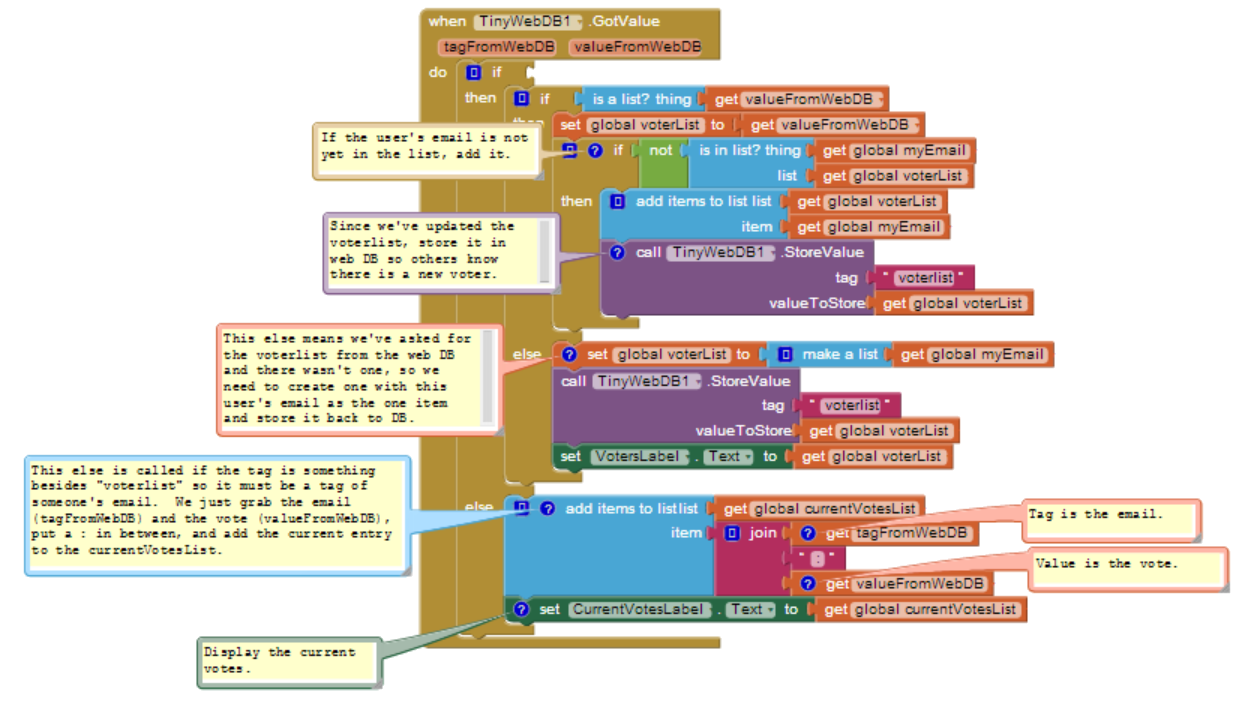 when TinyWebDB1 .GotValue
tagFromWebDB valueFromWebDB
do if
then if is a list? thing get valueFromWebDB
then set global voterList to get valueFromWebDB
If the user's email is not
yet in the list, add it.
if not is in list? thing get global myEmail
list get global voterList
then add items to list list get global voterList
item get global myEmail
Since we've updated the
voterlist, store it in
web DB so others know
there is a new voter.
call TinyWebDB1 .StoreValue
tag " voterlist "
valueToStore get global voterList
This else means we've asked for
the voterlist from the web DB
and there wasn't one, so we
need to create one with this
user's email as the one item
and store it back to DB.
else set global voterList to make a list get global myEmail
call TinyWebDB1 .StoreValue
tag " voterlist "
valueToStore get global voterList
set VotersLabel . Text to get global voterList
This else is called if the tag is something
besides "voterlist" so it must be a tag of
someone's email. We just grab the email
(tagFromWebDB) and the vote (valueFromWebDB),
put a : in between, and add the current entry
to the currentVotesList.
else add items to list list get global currentVotesList
item join get tagFromWebDB
" : "
get valueFromWebDB
Tag is the email.
Value is the vote.
set CurrentVotesLabel . Text to get global currentVotesList
Display the current
votes.